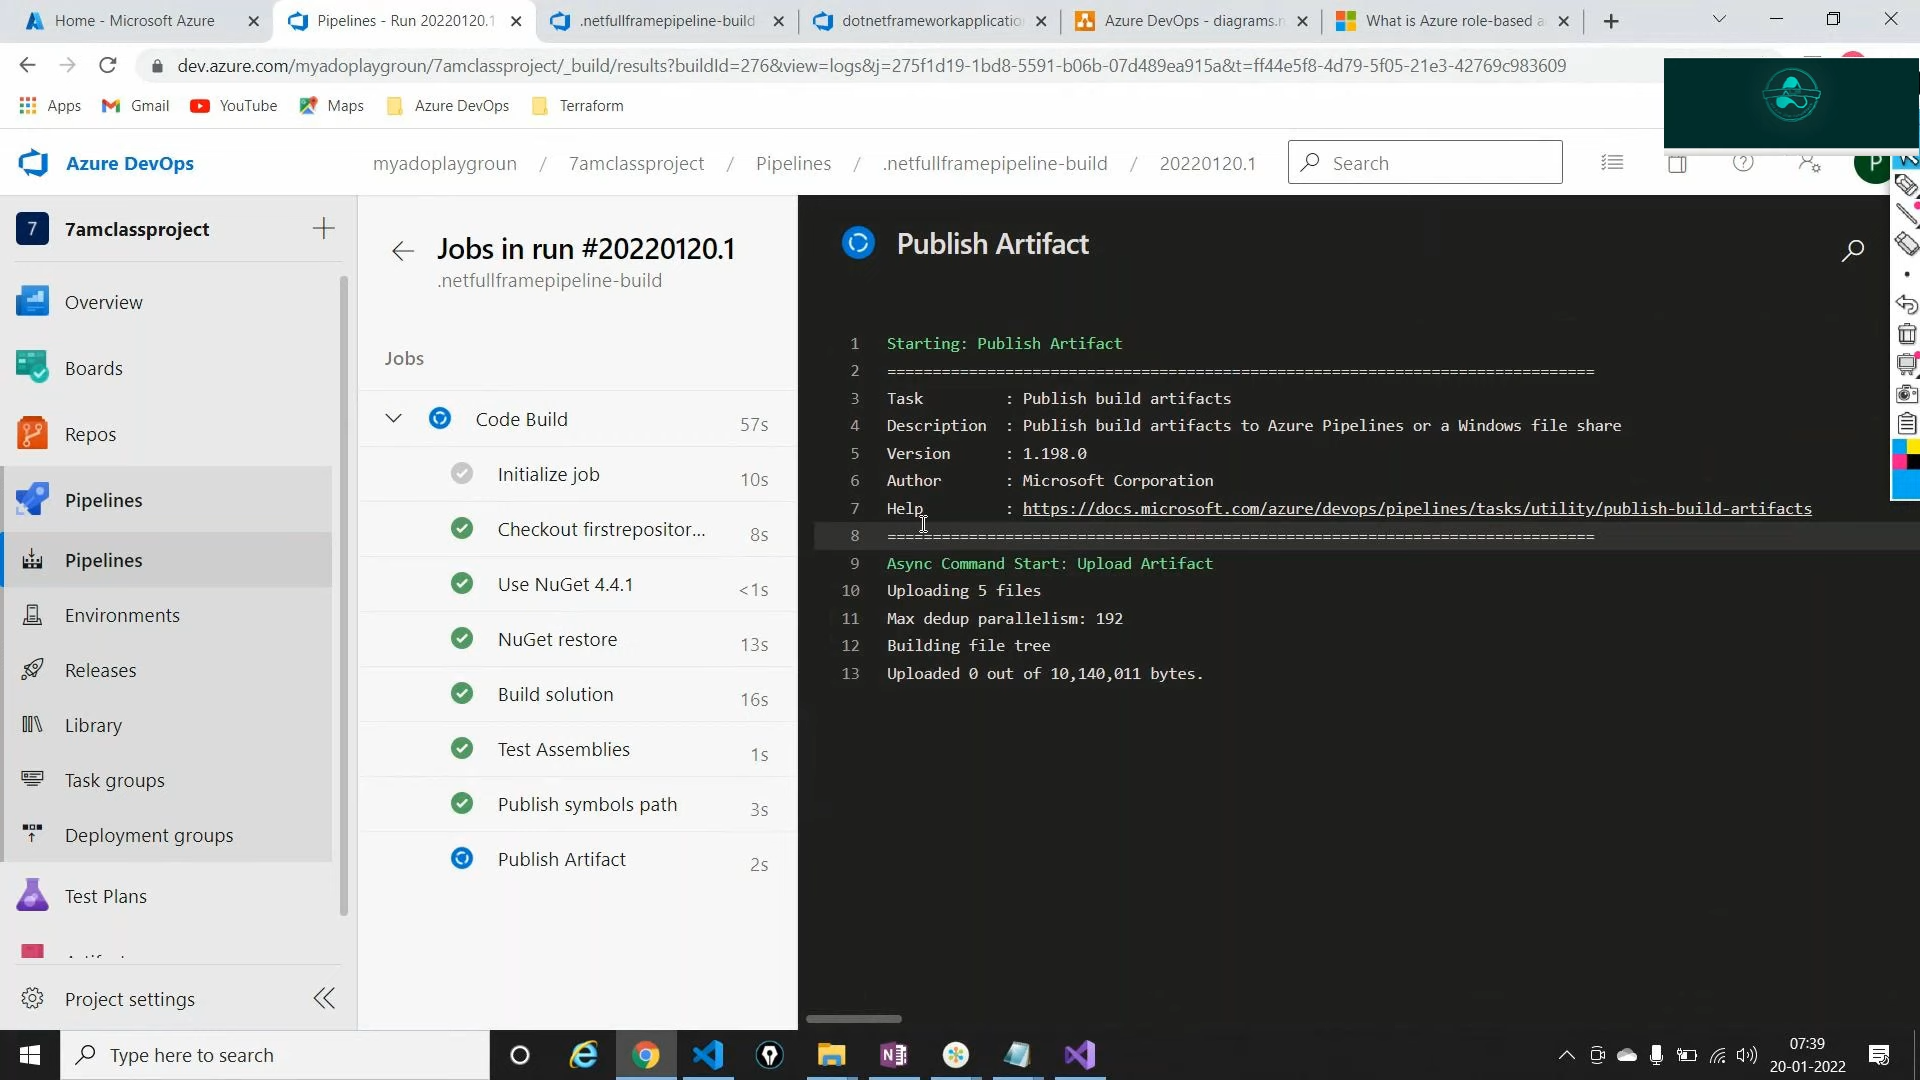 Home - Microsoft Azure
Pipelines - Run 20220120.1
.netfullframepipeline-build
dotnetframeworkapplicatio
Azure DevOps - diagrams.n
What is Azure role-based a
dev.azure.com/myadoplaygroun/7amclassproject/_build/results?buildId=276&view=logs&j=275f1d19-1bd8-5591-b06b-07d489ea915a&t=ff44e5f8-4d79-5f05-21e3-42769c983609
Apps
Gmail
YouTube
Maps
Azure DevOps
Terraform
Azure DevOps
myadoplaygroun / 7amclassproject / Pipelines / .netfullframepipeline-build / 20220120.1
Search
P
7 7amclassproject
Overview
Boards
Repos
Pipelines
Pipelines
Environments
Releases
Library
Task groups
Deployment groups
Test Plans
Project settings
Jobs in run #20220120.1
.netfullframepipeline-build
Jobs
Code Build 57s
Initialize job 10s
Checkout firstrepositor... 8s
Use NuGet 4.4.1 <1s
NuGet restore 13s
Build solution 16s
Test Assemblies 1s
Publish symbols path 3s
Publish Artifact 2s
Publish Artifact
1 Starting: Publish Artifact
2 ==============================================================================
3 Task : Publish build artifacts
4 Description : Publish build artifacts to Azure Pipelines or a Windows file share
5 Version : 1.198.0
6 Author : Microsoft Corporation
7 Help : https://docs.microsoft.com/azure/devops/pipelines/tasks/utility/publish-build-artifacts
8 ==============================================================================
9 Async Command Start: Upload Artifact
10 Uploading 5 files
11 Max dedup parallelism: 192
12 Building file tree
13 Uploaded 0 out of 10,140,011 bytes.
Type here to search
07:39
20-01-2022